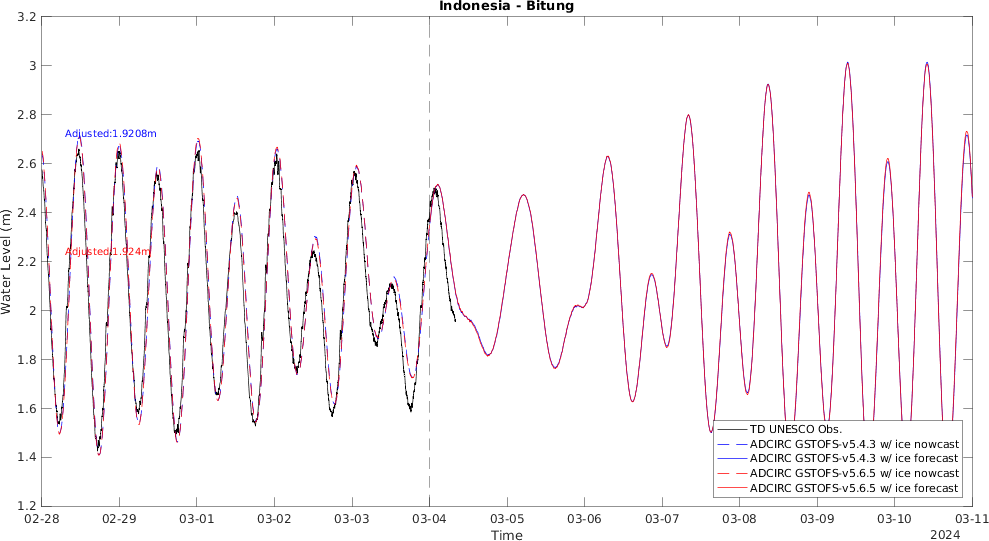 Indonesia - Bitung
Water Level (m)
3.2
3
2.8
2.6
2.4
2.2
2
1.8
1.6
1.4
1.2
Adjusted:1.9208m
Adjusted:1.924m
TD UNESCO Obs.
ADCIRC GSTOFS-v5.4.3 w/ ice nowcast
ADCIRC GSTOFS-v5.4.3 w/ ice forecast
ADCIRC GSTOFS-v5.6.5 w/ ice nowcast
ADCIRC GSTOFS-v5.6.5 w/ ice forecast
02-28 02-29 03-01 03-02 03-03 03-04 03-05 03-06 03-07 03-08 03-09 03-10 03-11
Time
2024